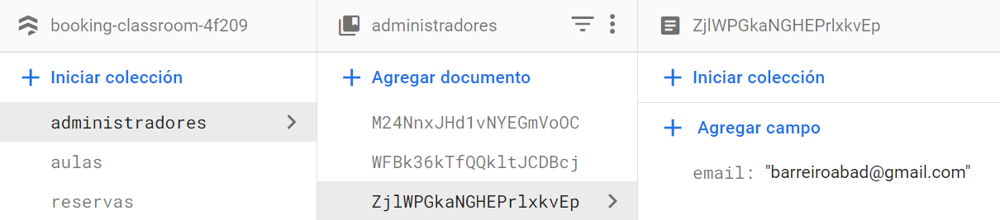 booking-classroom-4f209
Iniciar colección
administradores
aulas
reservas
administradores
Agregar documento
M24NnxJHd1vNYEGmVoOC
WFBk36kTfQQkltJCDBcj
ZjlWPGkaNGHEPrlxkvEp
ZjlWPGkaNGHEPrlxkvEp
Iniciar colección
Agregar campo
email: "barreiroabad@gmail.com"